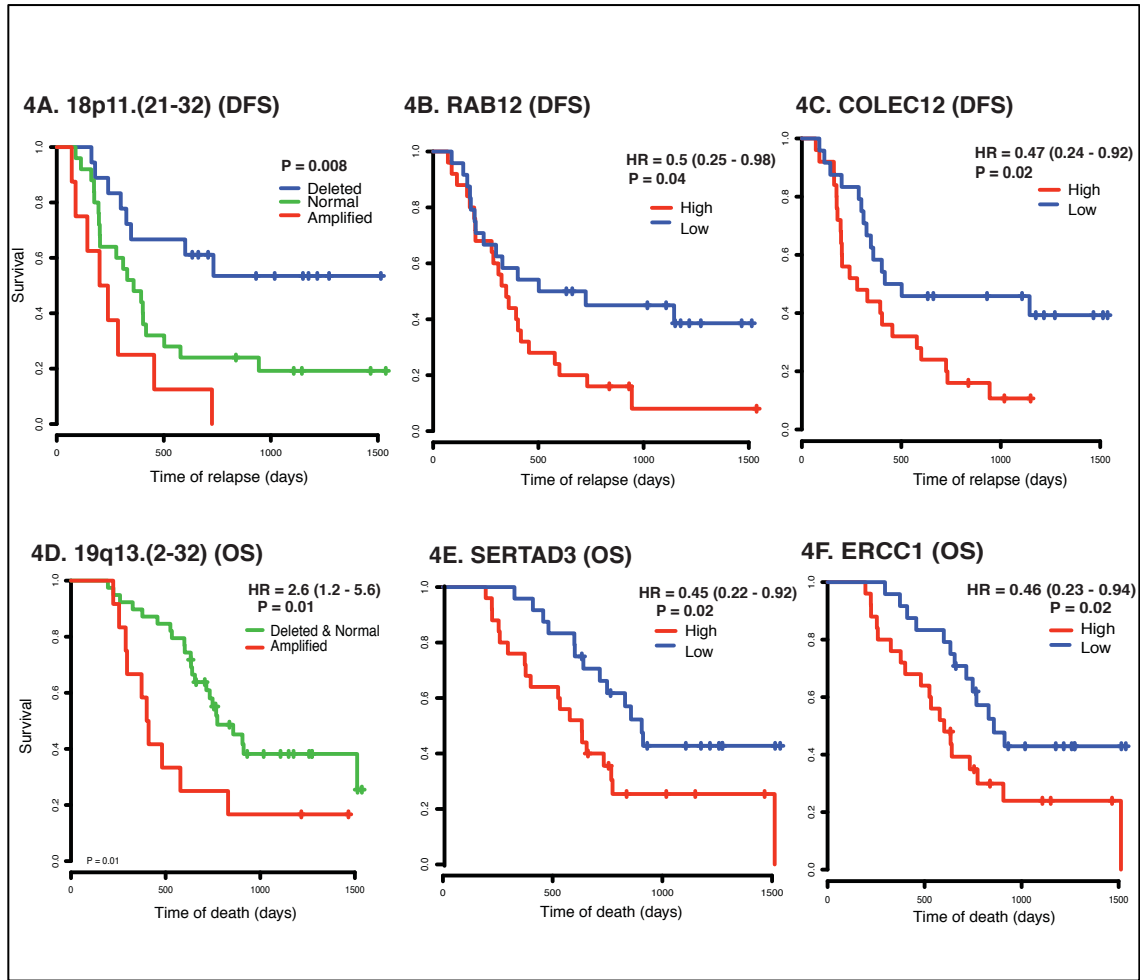 4A. 18p11.(21-32) (DFS)
P = 0.008
Deleted
Normal
Amplified
Survival
1.0
0.8
0.6
0.4
0.2
0.0
0
500
1000
1500
Time of relapse (days)
4B. RAB12 (DFS)
HR = 0.5 (0.25 - 0.98)
P = 0.04
High
Low
1.0
0.8
0.6
0.4
0.2
0.0
0
500
1000
1500
Time of relapse (days)
4C. COLEC12 (DFS)
HR = 0.47 (0.24 - 0.92)
P = 0.02
High
Low
1.0
0.8
0.6
0.4
0.2
0.0
0
500
1000
1500
Time of relapse (days)
4D. 19q13.(2-32) (OS)
HR = 2.6 (1.2 - 5.6)
P = 0.01
Deleted & Normal
Amplified
Survival
1.0
0.8
0.6
0.4
0.2
0.0
P = 0.01
0
500
1000
1500
Time of death (days)
4E. SERTAD3 (OS)
HR = 0.45 (0.22 - 0.92)
P = 0.02
High
Low
1.0
0.8
0.6
0.4
0.2
0.0
0
500
1000
1500
Time of death (days)
4F. ERCC1 (OS)
HR = 0.46 (0.23 - 0.94)
P = 0.02
High
Low
1.0
0.8
0.6
0.4
0.2
0.0
0
500
1000
1500
Time of death (days)